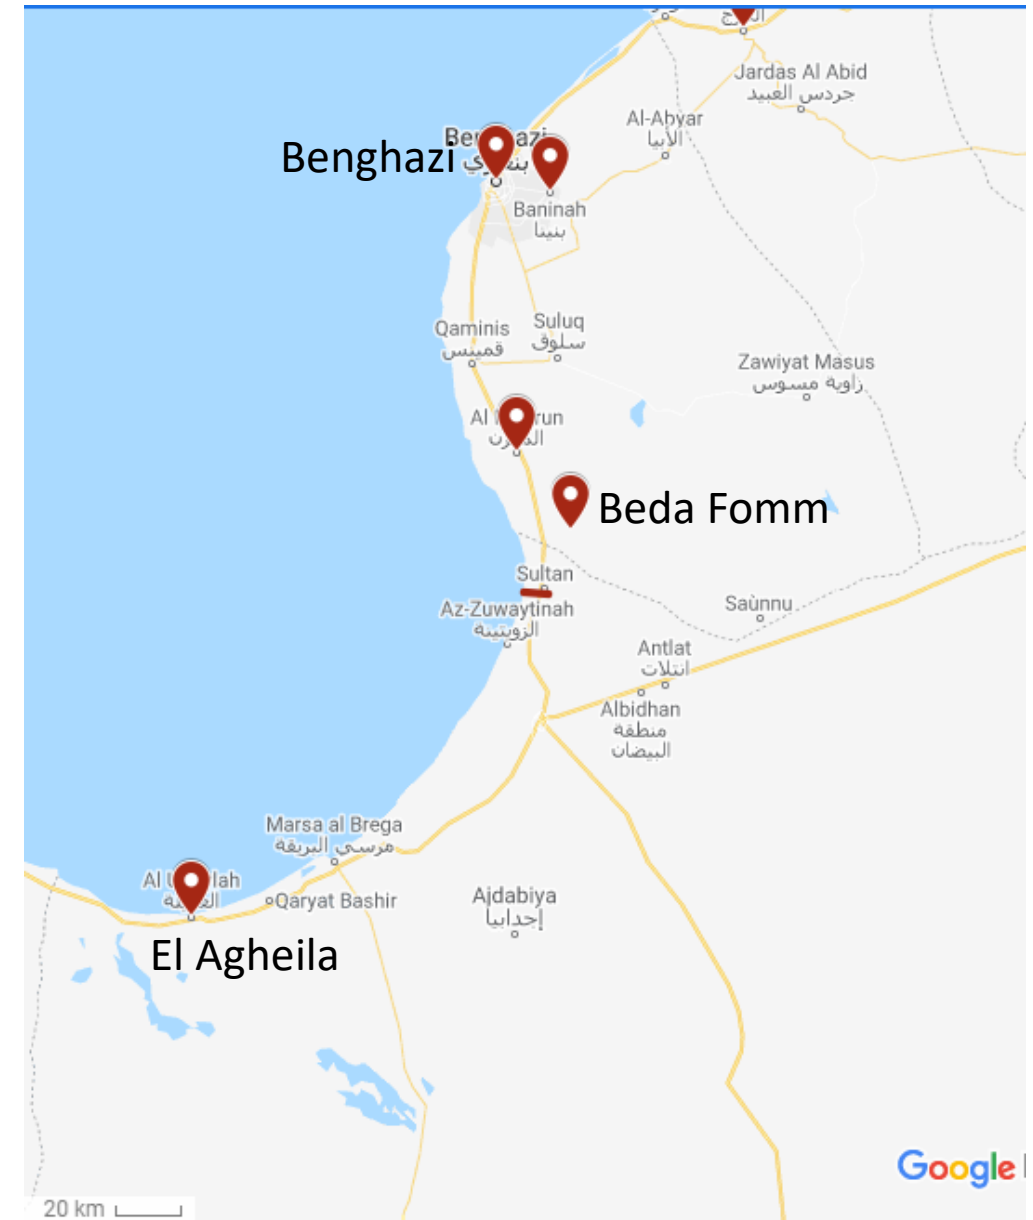 Jardas Al Abid
جردس العبيد
Al-Abyar
الأبيار
Benghazi
Baninah
بنينا
Qaminis
قمينس
Suluq
سلوق
Zawiyat Masus
زاوية مسوس
Al
Beda Fomm
Sultan
Az-Zuwaytinah
الزويتينة
Saùnnu
Antlat
انتلات
Albidhan
منطقة
البيضان
Marsa al Brega
مرسى البريقة
Al
Qaryat Bashir
Ajdabiya
إجدابيا
El Agheila
Google
20 km